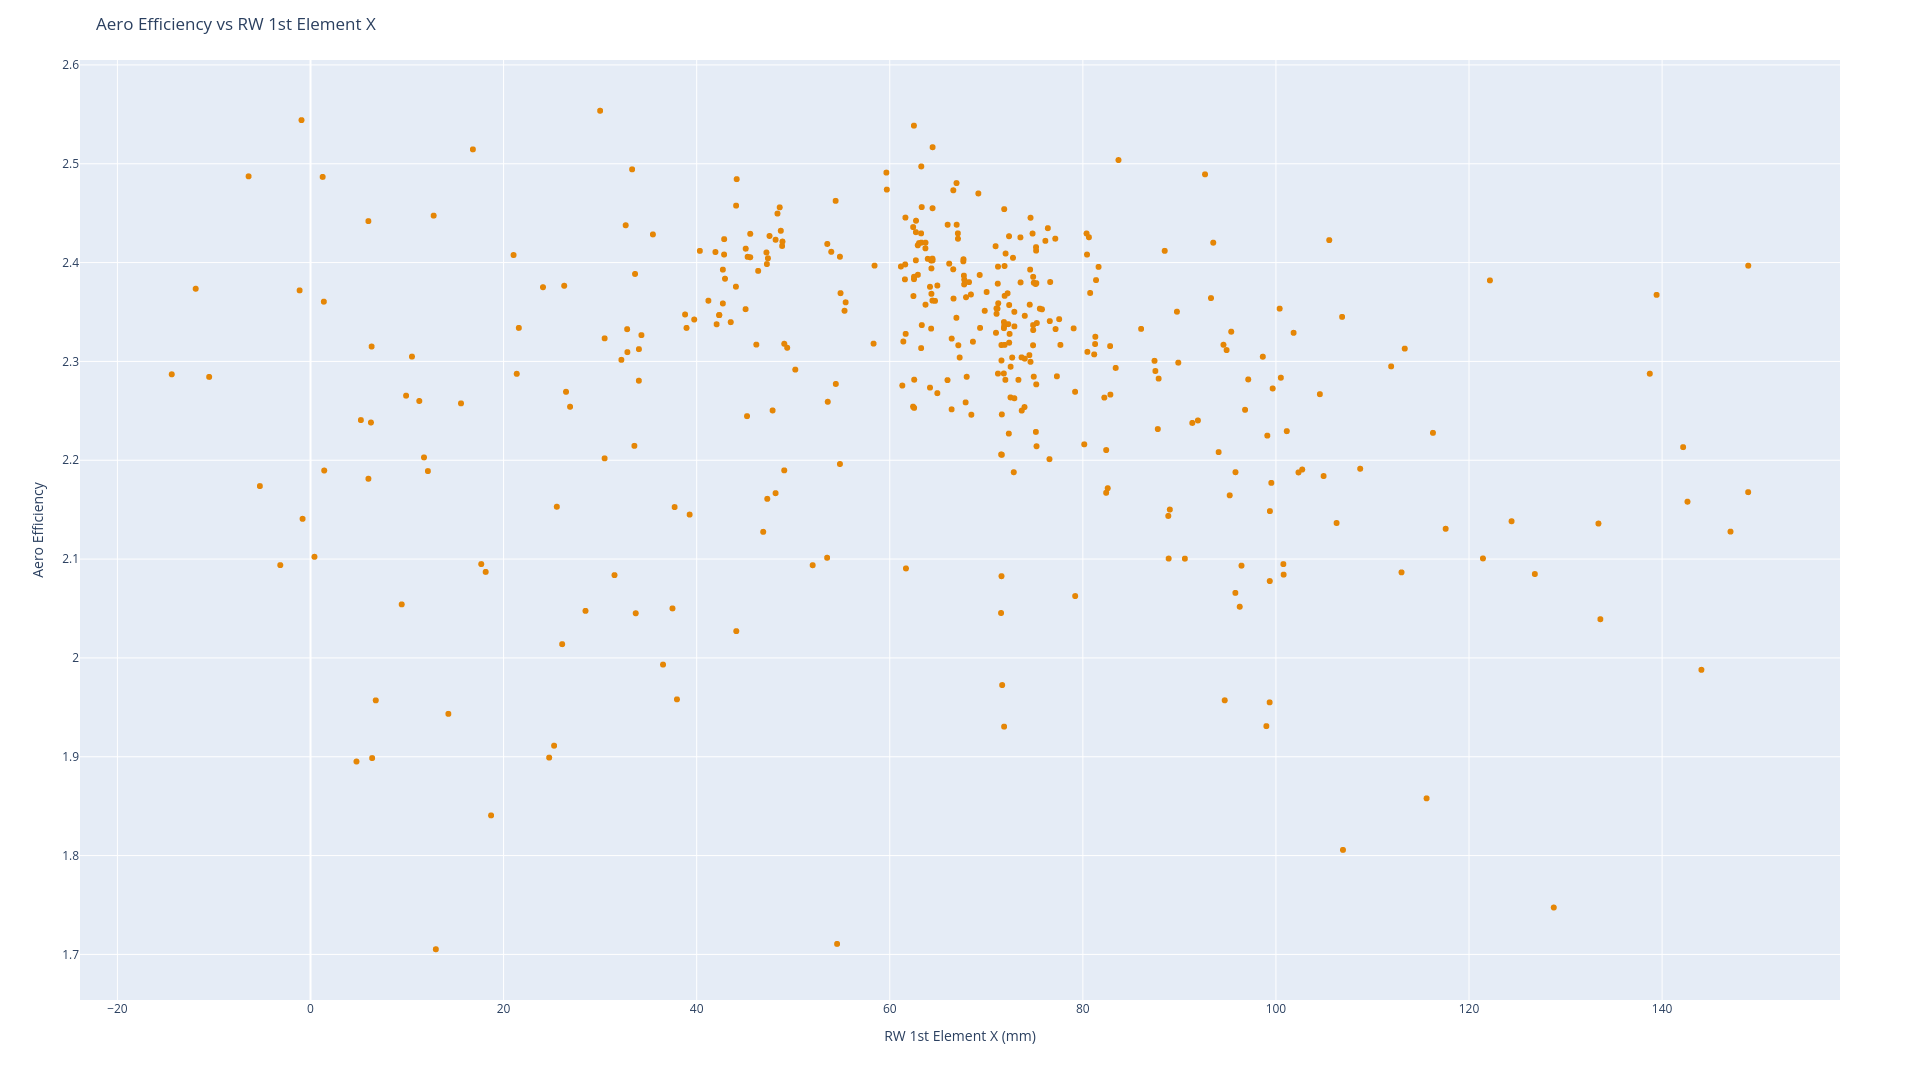 Aero Efficiency vs RW 1st Element X
2.6
2.5
2.4
2.3
2.2
2.1
2
1.9
1.8
1.7
Aero Efficiency
−20 0 20 40 60 80 100 120 140
RW 1st Element X (mm)